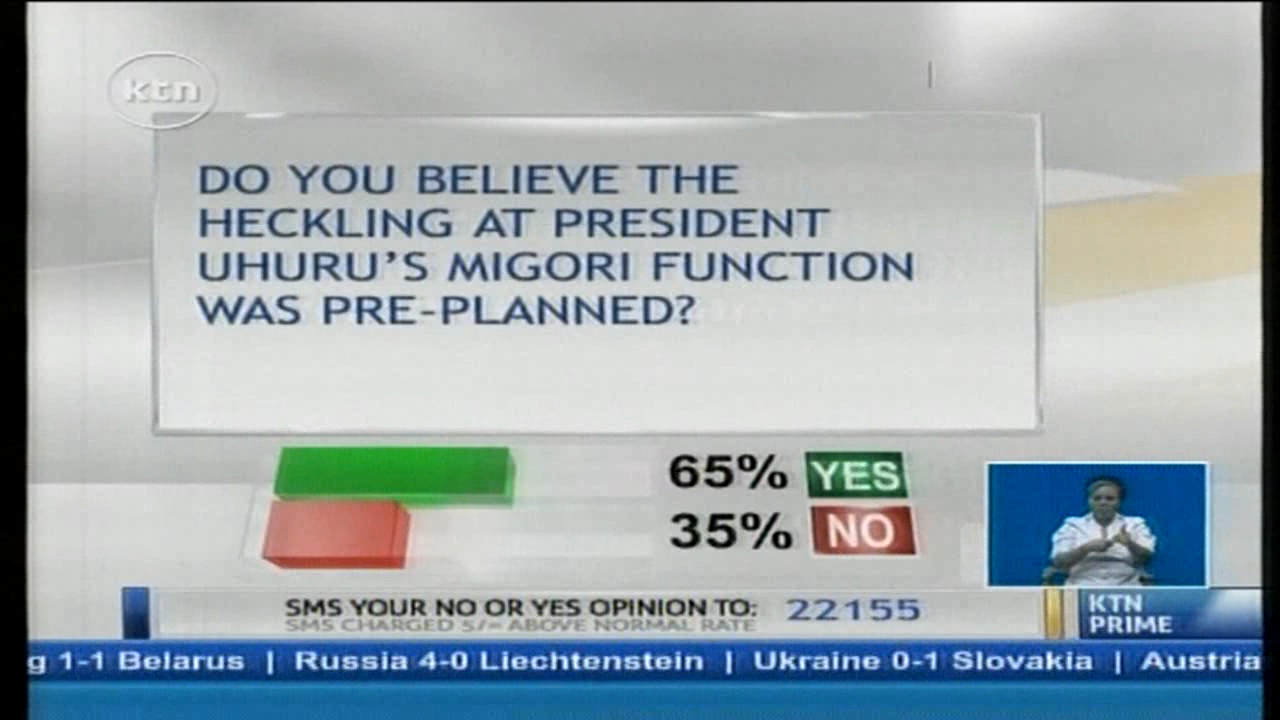 ktn
DO YOU BELIEVE THE
HECKLING AT PRESIDENT
UHURU'S MIGORI FUNCTION
WAS PRE-PLANNED?
65% YES
35% NO
SMS YOUR NO OR YES OPINION TO: 22155
SMS CHARGED 5/= ABOVE NORMAL RATE
KTN
PRIME
g 1-1 Belarus | Russia 4-0 Liechtenstein | Ukraine 0-1 Slovakia | Austria